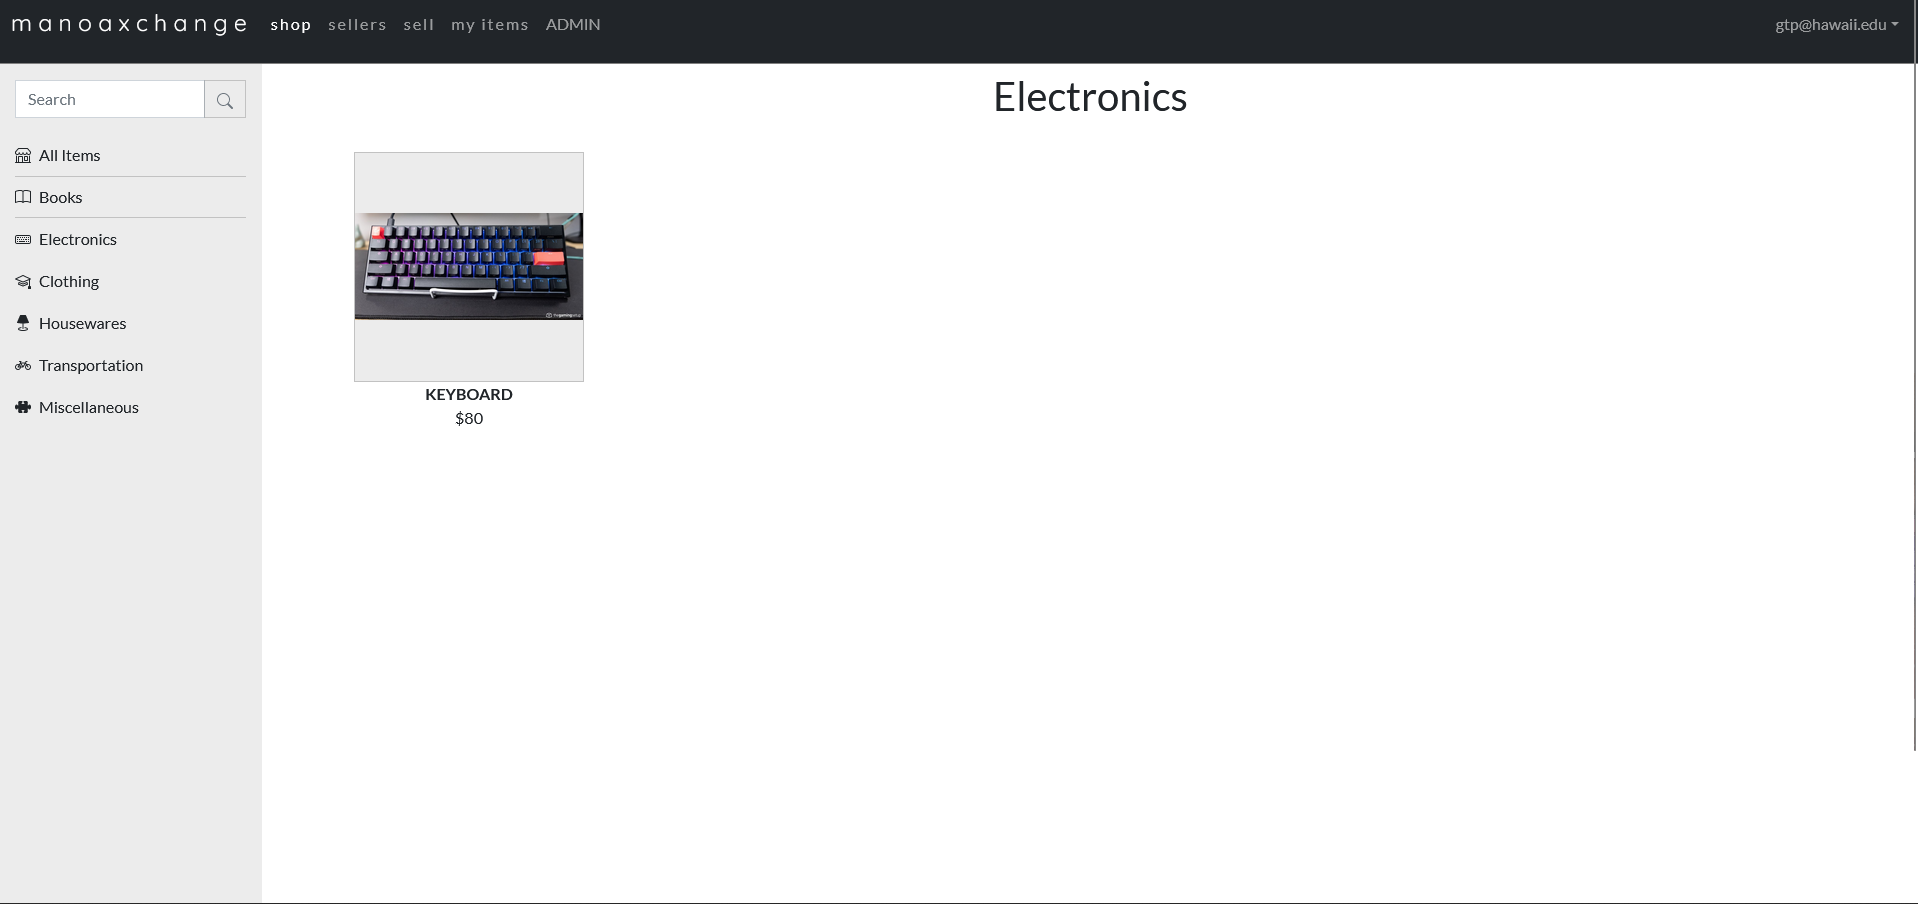 manoaxchange shop sellers sell my items ADMIN gtp@hawaii.edu
Search
Electronics
All Items
Books
Electronics
Clothing
Housewares
Transportation
Miscellaneous
KEYBOARD
$80